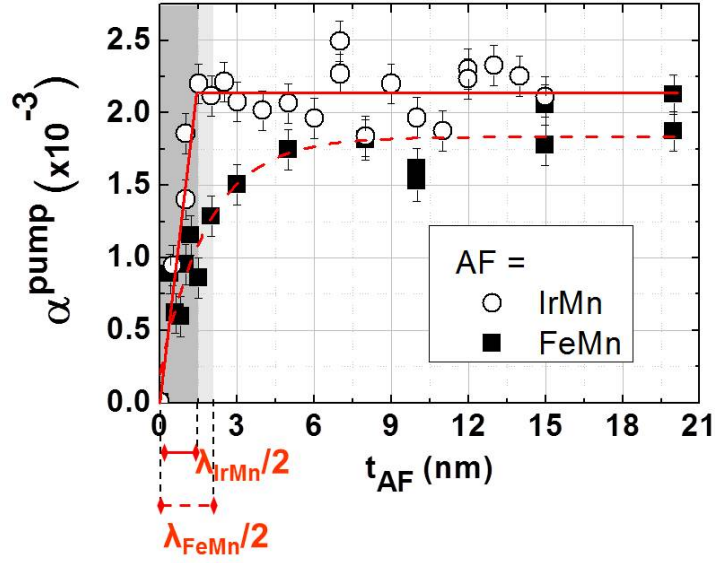 2.5
2.0
1.5
1.0
0.5
0.0
α^pump (x10^-3)
0 3 6 9 12 15 18 21
t_AF (nm)
AF =
IrMn
FeMn
λ_IrMn/2
λ_FeMn/2